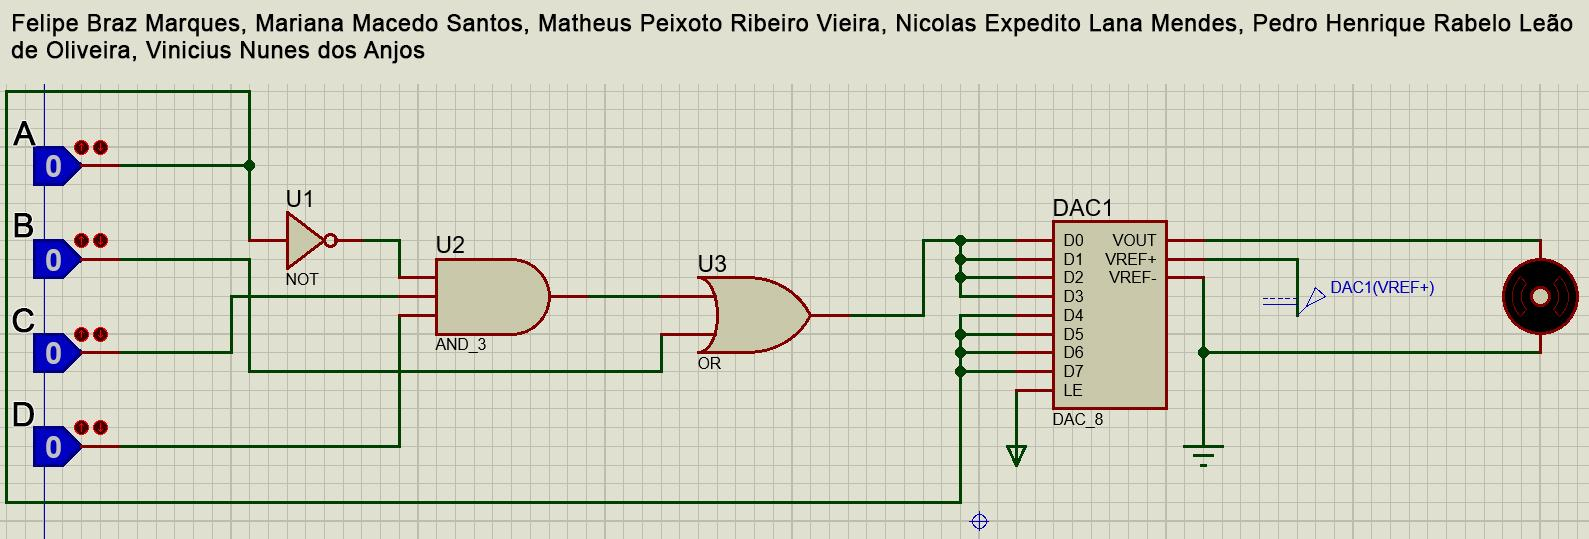 Felipe Braz Marques, Mariana Macedo Santos, Matheus Peixoto Ribeiro Vieira, Nicolas Expedito Lana Mendes, Pedro Henrique Rabelo Leão
de Oliveira, Vinicius Nunes dos Anjos
A
0
B
0
C
0
D
0
U1
NOT
U2
AND_3
U3
OR
DAC1
D0 VOUT
D1 VREF+
D2 VREF-
D3
D4
D5
D6
D7
LE
DAC_8
DAC1(VREF+)